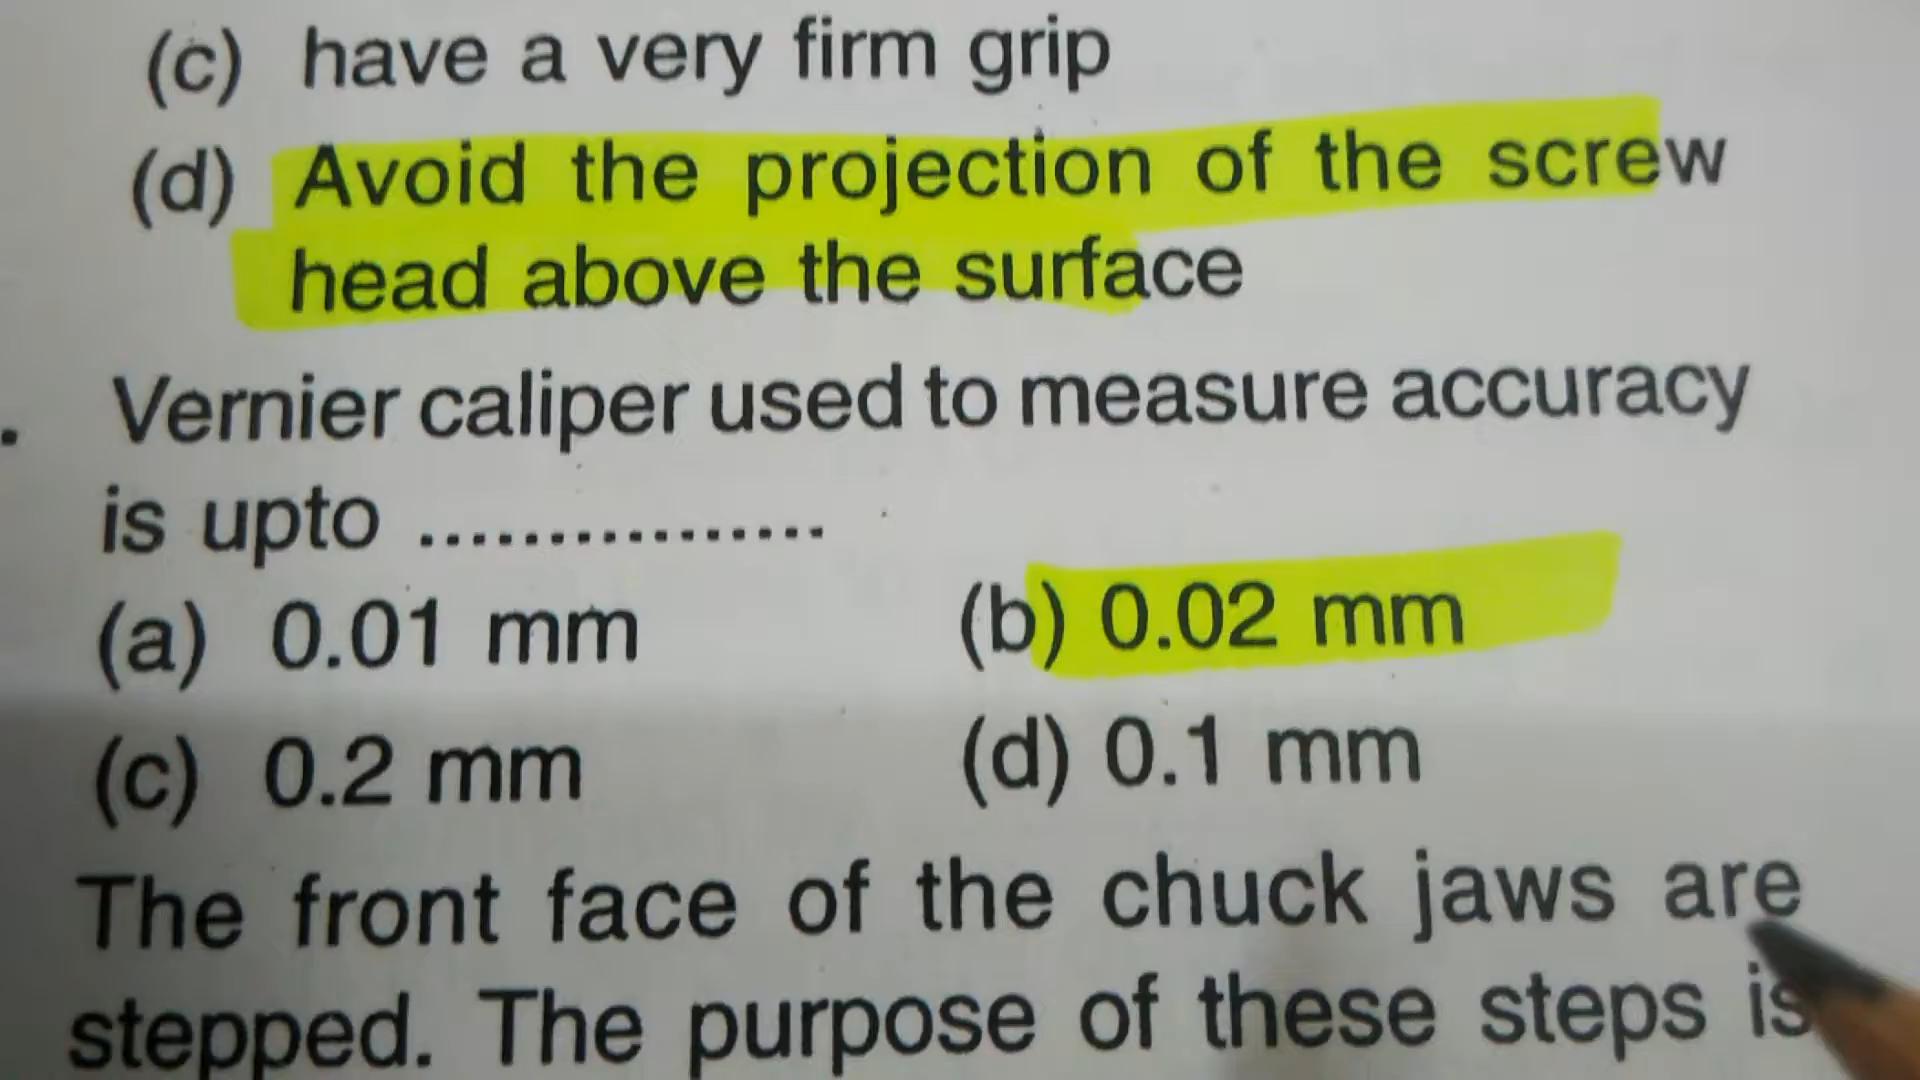 (c) have a very firm grip
(d) Avoid the projection of the screw
head above the surface
. Vernier caliper used to measure accuracy
is upto ................
(a) 0.01 mm (b) 0.02 mm
(c) 0.2 mm (d) 0.1 mm
The front face of the chuck jaws are
stepped. The purpose of these steps is